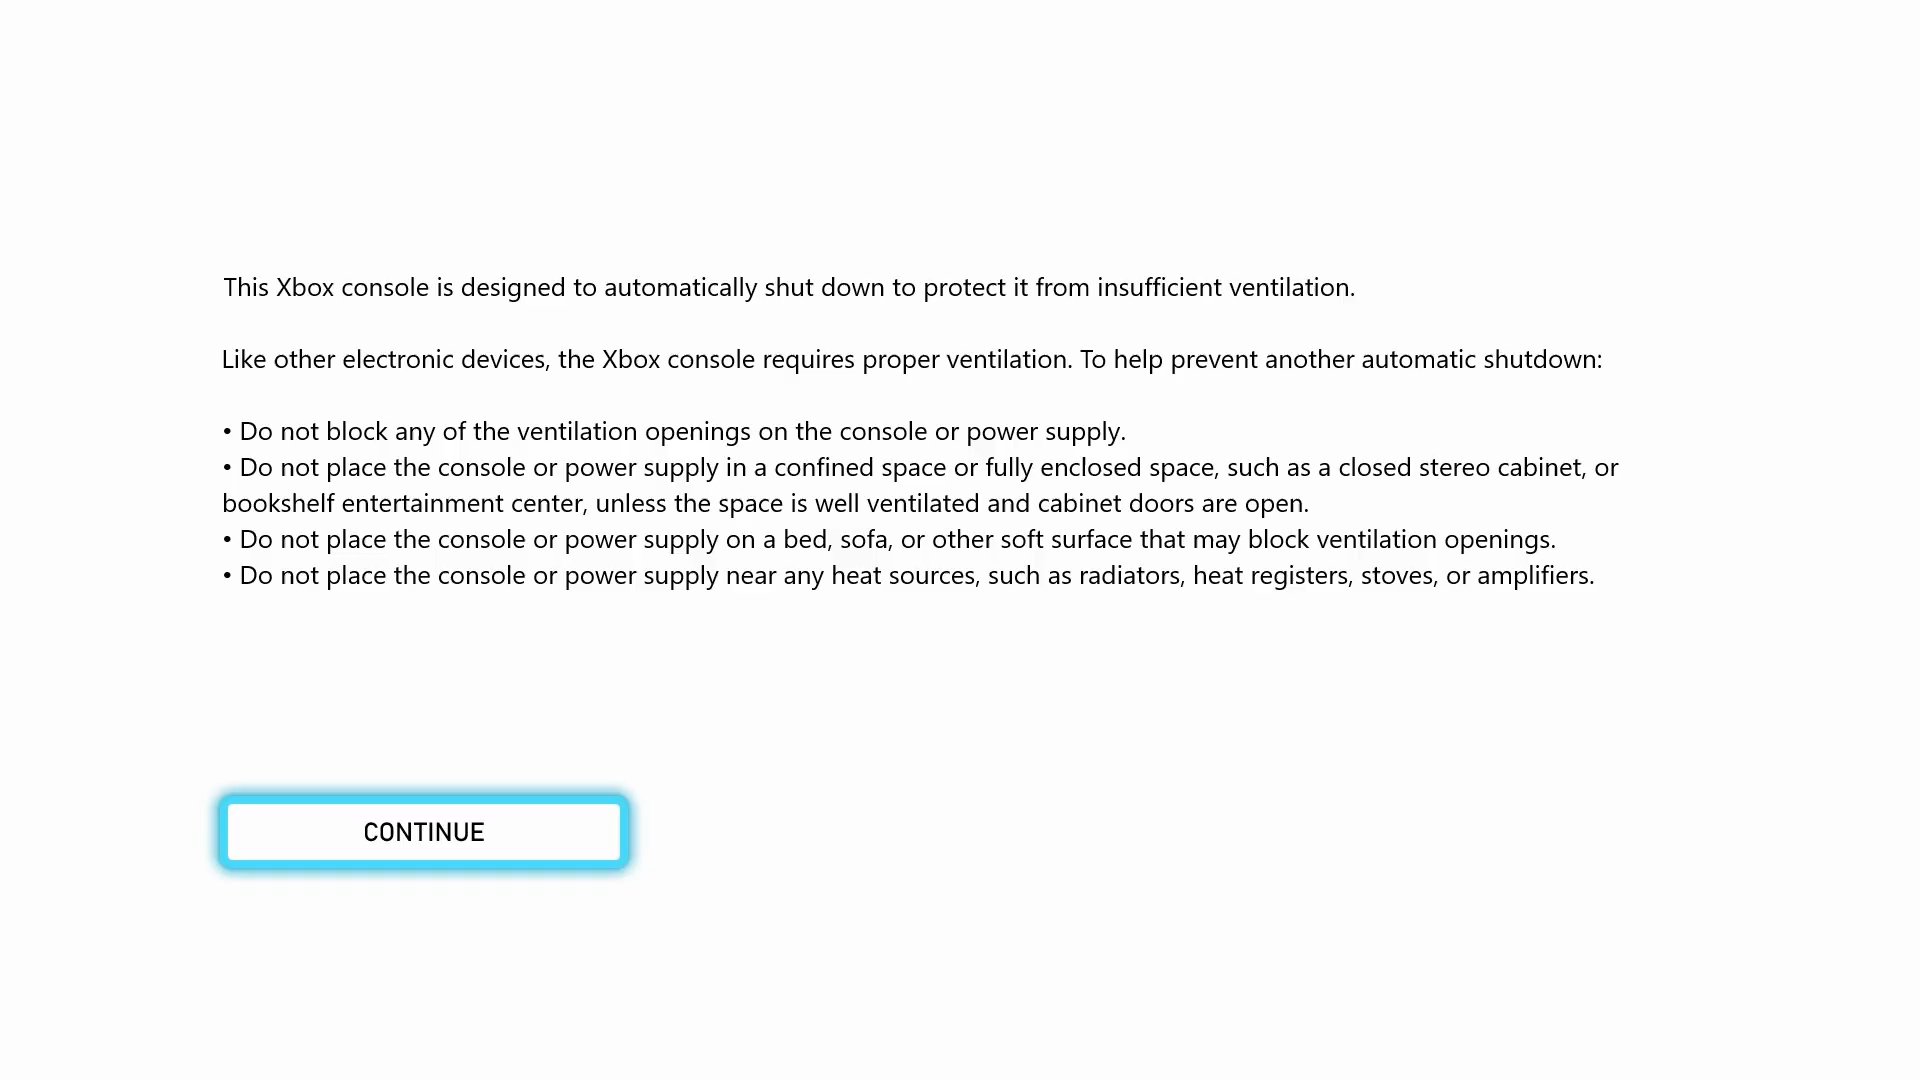 This Xbox console is designed to automatically shut down to protect it from insufficient ventilation.
Like other electronic devices, the Xbox console requires proper ventilation. To help prevent another automatic shutdown:
• Do not block any of the ventilation openings on the console or power supply.
• Do not place the console or power supply in a confined space or fully enclosed space, such as a closed stereo cabinet, or
bookshelf entertainment center, unless the space is well ventilated and cabinet doors are open.
• Do not place the console or power supply on a bed, sofa, or other soft surface that may block ventilation openings.
• Do not place the console or power supply near any heat sources, such as radiators, heat registers, stoves, or amplifiers.
CONTINUE